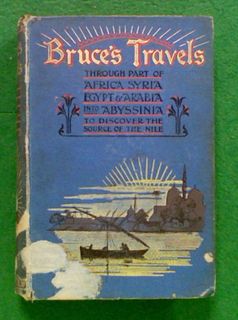 Bruce's Travels
THROUGH PART OF
AFRICA SYRIA
EGYPT & ARABIA
INTO ABYSSINIA
TO DISCOVER THE
SOURCE OF THE NILE